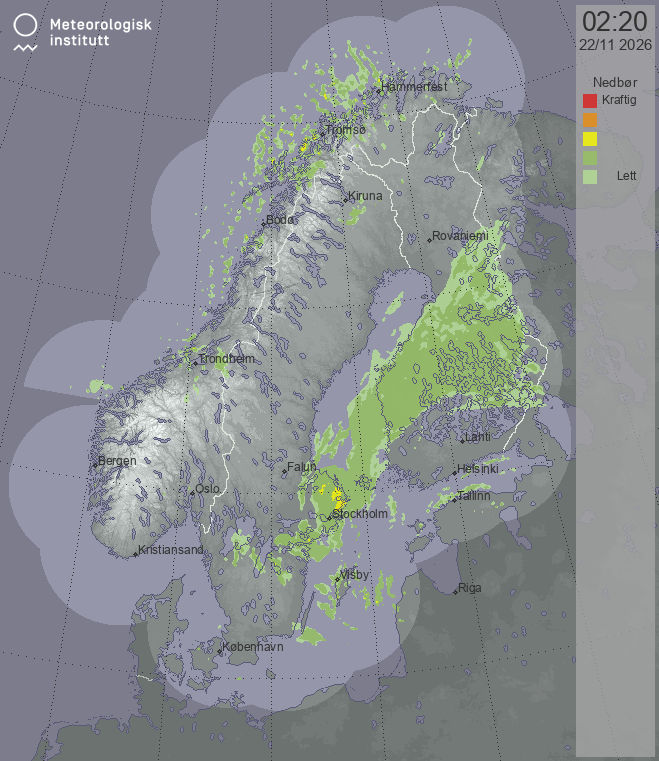 Meteorologisk
institutt
02:20
22/11 2026
Nedbør
Kraftig
Lett
Hammerfest
Tromsø
Kiruna
Bodø
Rovaniemi
Trondheim
Lahti
Bergen
Falun
Helsinki
Oslo
Tallinn
Stockholm
Kristiansand
Visby
Riga
København